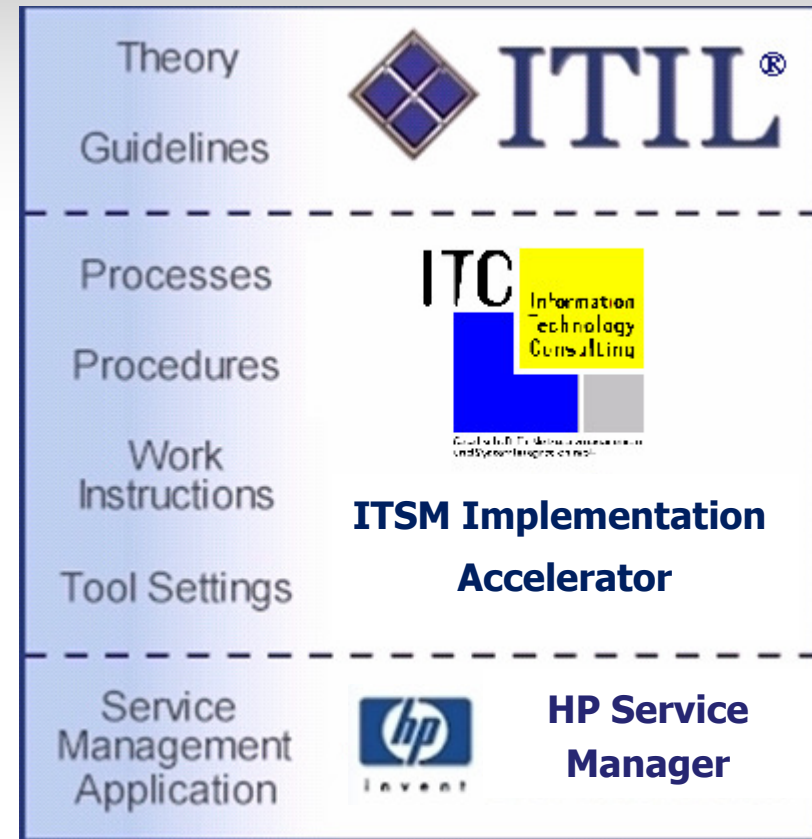 Theory
ITIL®
Guidelines
Processes
ITC
Information
Technology
Consulting
Procedures
Work
Instructions
ITSM Implementation
Accelerator
Tool Settings
Service
Management
Application
hp
invent
HP Service
Manager